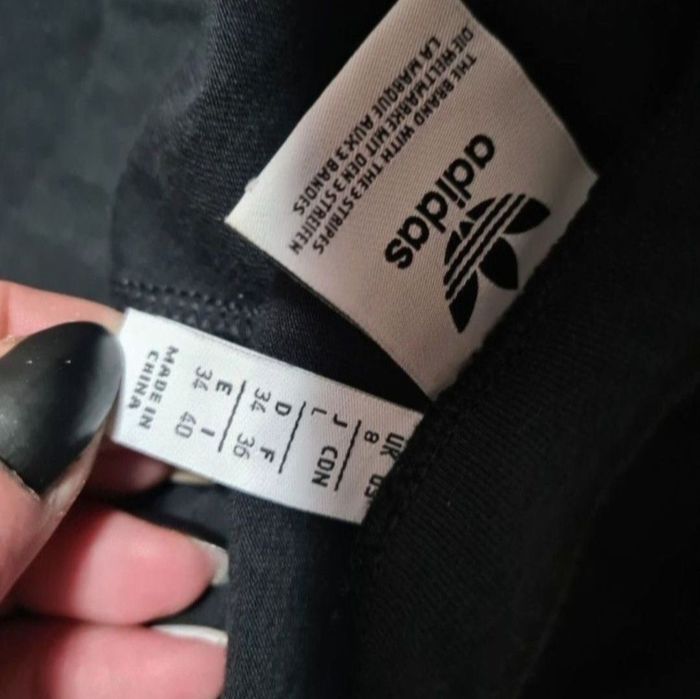 adidas
THE BRAND WITH THE 3 STRIPES
DIE WELTMARKE MIT DEN 3 STREIFEN
LA MARQUE AUX 3 BANDES
UK US
8
J CDN
L
D F
34 36
E I
34 40
MADE IN
CHINA